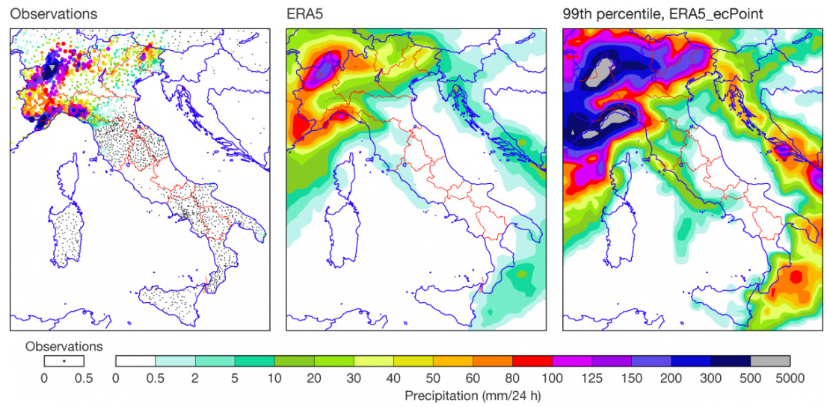 Observations
ERA5
99th percentile, ERA5_ecPoint
Observations
0 0.5
0 0.5 2 5 10 20 30 40 50 60 80 100 125 150 200 300 500 5000
Precipitation (mm/24 h)